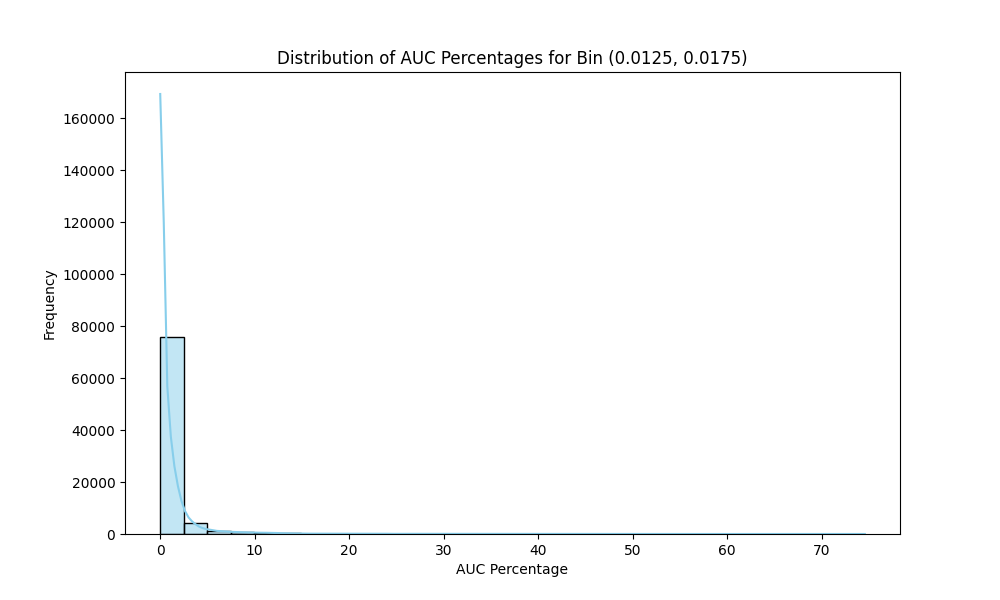 Distribution of AUC Percentages for Bin (0.0125, 0.0175)
160000
140000
120000
100000
80000
60000
40000
20000
0
Frequency
0 10 20 30 40 50 60 70
AUC Percentage